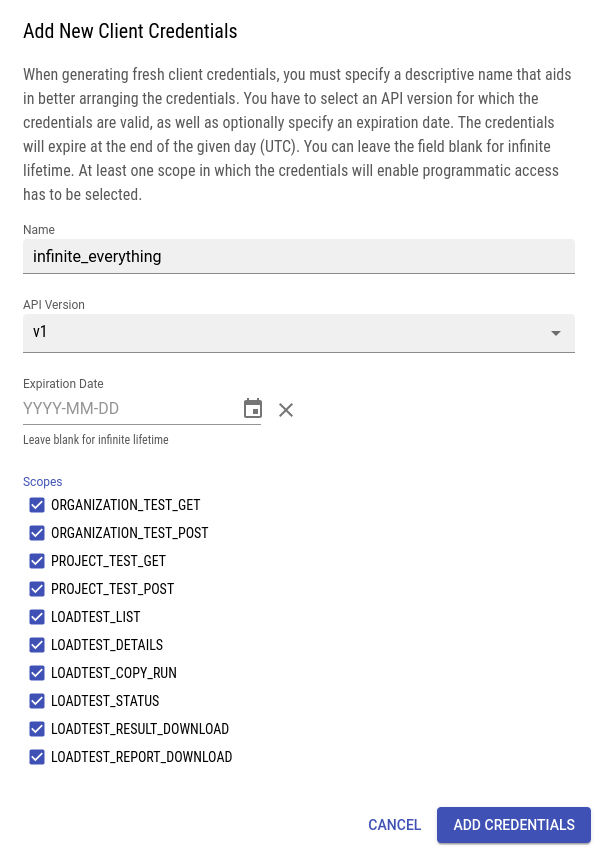 Add New Client Credentials
When generating fresh client credentials, you must specify a descriptive name that aids
in better arranging the credentials. You have to select an API version for which the
credentials are valid, as well as optionally specify an expiration date. The credentials
will expire at the end of the given day (UTC). You can leave the field blank for infinite
lifetime. At least one scope in which the credentials will enable programmatic access
has to be selected.
Name
infinite_everything
API Version
v1
Expiration Date
YYYY-MM-DD
Leave blank for infinite lifetime
Scopes
ORGANIZATION_TEST_GET
ORGANIZATION_TEST_POST
PROJECT_TEST_GET
PROJECT_TEST_POST
LOADTEST_LIST
LOADTEST_DETAILS
LOADTEST_COPY_RUN
LOADTEST_STATUS
LOADTEST_RESULT_DOWNLOAD
LOADTEST_REPORT_DOWNLOAD
CANCEL ADD CREDENTIALS